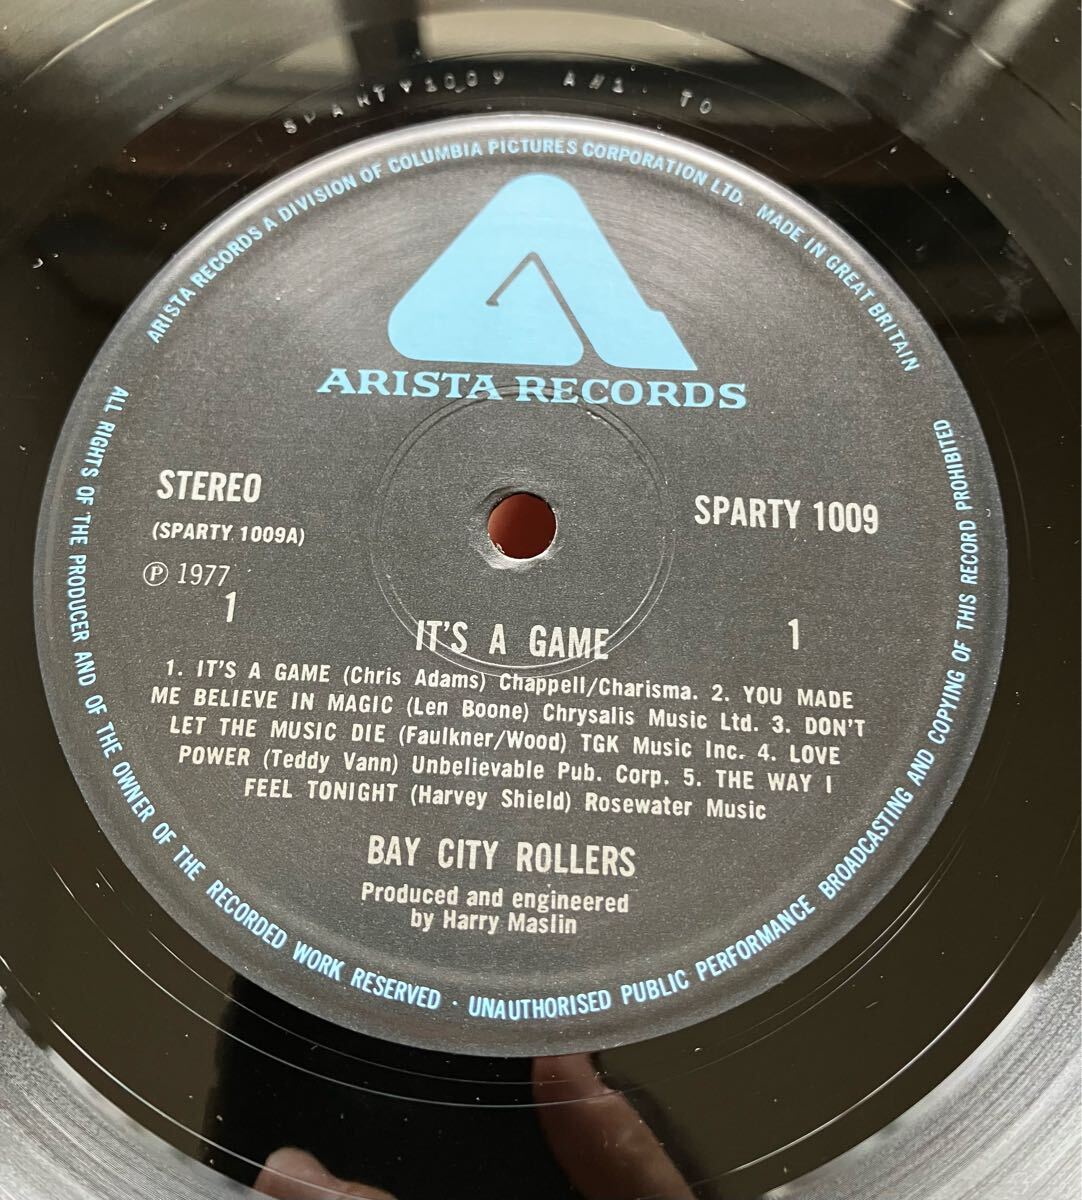 SPARTY1009 A#1. TO
ARISTA RECORDS A DIVISION OF COLUMBIA PICTURES CORPORATION LTD. MADE IN GREAT BRITAIN
ARISTA RECORDS
STEREO
(SPARTY 1009A)
℗ 1977
1
SPARTY 1009
1
IT'S A GAME
1. IT'S A GAME (Chris Adams) Chappell/Charisma. 2. YOU MADE
ME BELIEVE IN MAGIC (Len Boone) Chrysalis Music Ltd. 3. DON'T
LET THE MUSIC DIE (Faulkner/Wood) TGK Music Inc. 4. LOVE
POWER (Teddy Vann) Unbelievable Pub. Corp. 5. THE WAY I
FEEL TONIGHT (Harvey Shield) Rosewater Music
BAY CITY ROLLERS
Produced and engineered
by Harry Maslin
ALL RIGHTS OF THE PRODUCER AND OF THE OWNER OF THE RECORDED WORK RESERVED · UNAUTHORISED PUBLIC PERFORMANCE BROADCASTING AND COPYING OF THIS RECORD PROHIBITED